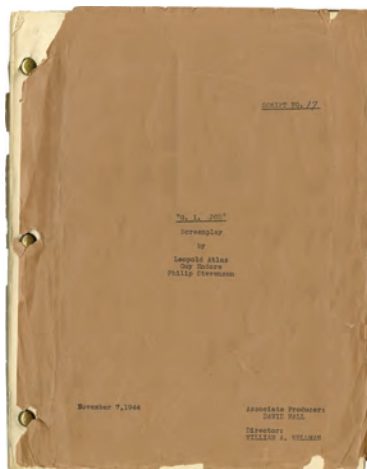 SCRIPT NO. 17
"G. I. JOE"
Screenplay
by
Leopold Atlas
Guy Endore
Philip Stevenson
November 7, 1944
Associate Producer:
DAVID HALL
Director:
WILLIAM A. WELLMAN